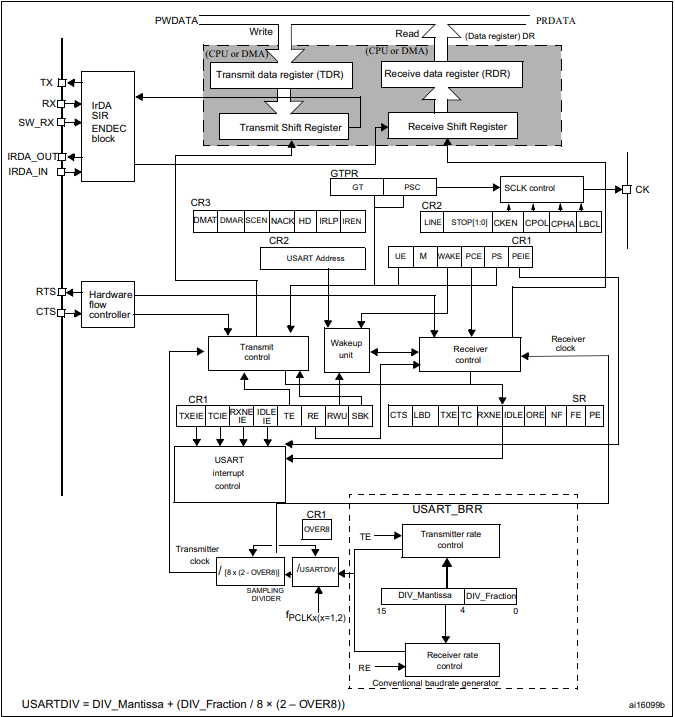 PWDATA
PRDATA
Write
Read
(Data register) DR
(CPU or DMA)
(CPU or DMA)
Transmit data register (TDR)
Receive data register (RDR)
TX
RX
SW_RX
IRDA_OUT
IRDA_IN
IrDA
SIR
ENDEC
block
Transmit Shift Register
Receive Shift Register
GTPR
GT
PSC
SCLK control
CK
CR3
DMAT
DMAR
SCEN
NACK
HD
IRLP
IREN
CR2
LINE
STOP[1:0]
CKEN
CPOL
CPHA
LBCL
CR2
USART Address
CR1
UE
M
WAKE
PCE
PS
PEIE
RTS
CTS
Hardware
flow
controller
Transmit
control
Wakeup
unit
Receiver
control
Receiver
clock
CR1
TXEIE
TCIE
RXNE
IE
IDLE
IE
TE
RE
RWU
SBK
SR
CTS
LBD
TXE
TC
RXNE
IDLE
ORE
NF
FE
PE
USART
interrupt
control
USART_BRR
CR1
OVER8
TE
Transmitter rate
control
Transmitter
clock
/ [8 x (2 - OVER8)]
/USARTDIV
SAMPLING
DIVIDER
DIV_Mantissa
DIV_Fraction
15
4
0
fPCLKx(x=1,2)
Receiver rate
control
RE
Conventional baudrate generator
USARTDIV = DIV_Mantissa + (DIV_Fraction / 8 × (2 – OVER8))
ai16099b